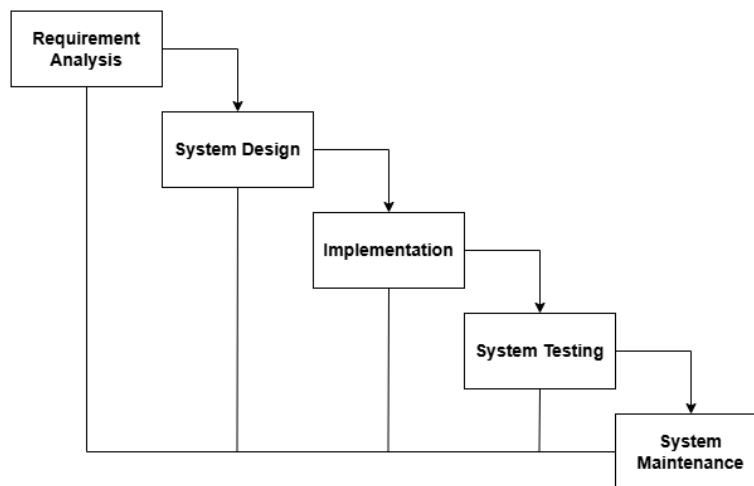 Requirement
Analysis
System Design
Implementation
System Testing
System
Maintenance